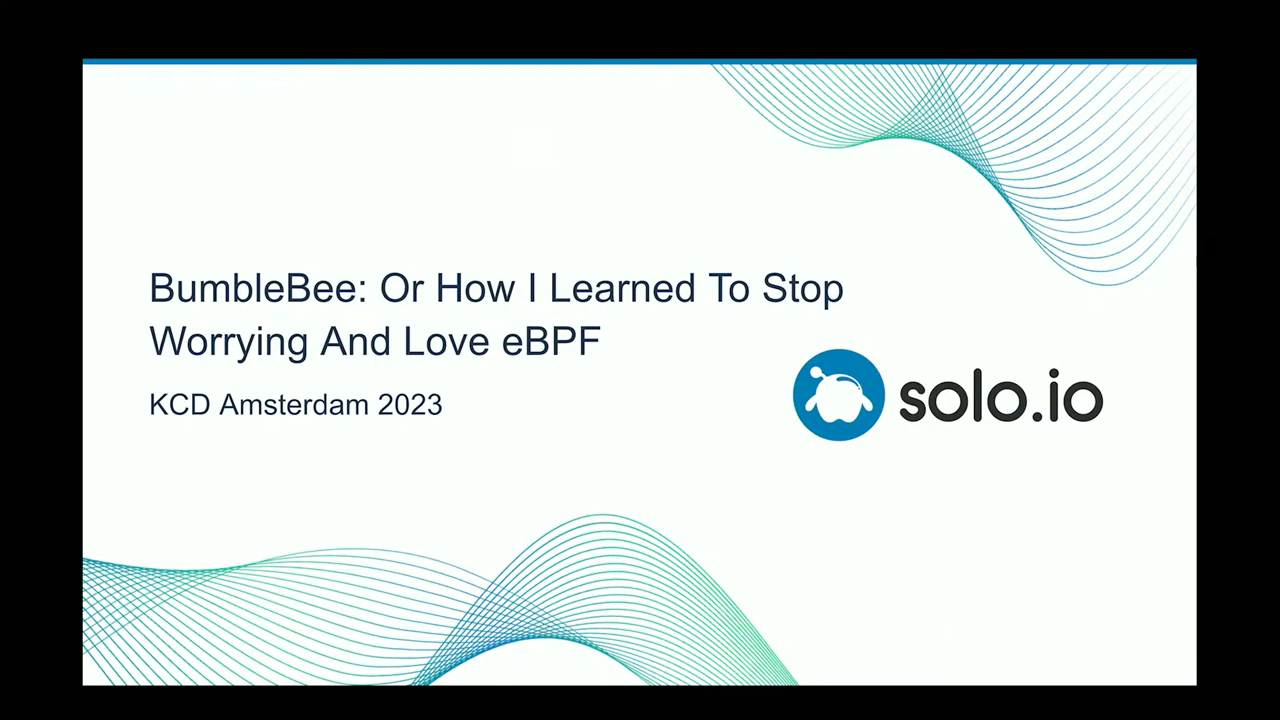 BumbleBee: Or How I Learned To Stop
Worrying And Love eBPF
KCD Amsterdam 2023
solo.io